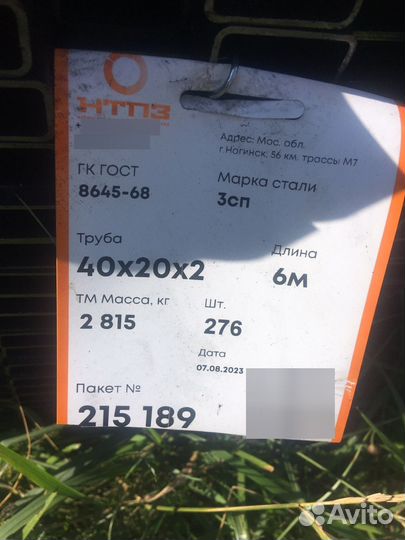 НТПЗ
Адрес: Мос. обл.
г. Ногинск, 56 км. трассы М7
ГК ГОСТ
8645-68
Марка стали
3сп
Труба
40х20х2
Длина
6м
ТМ Масса, кг
2 815
Шт.
276
Дата
07.08.2023
Пакет №
215 189
Avito